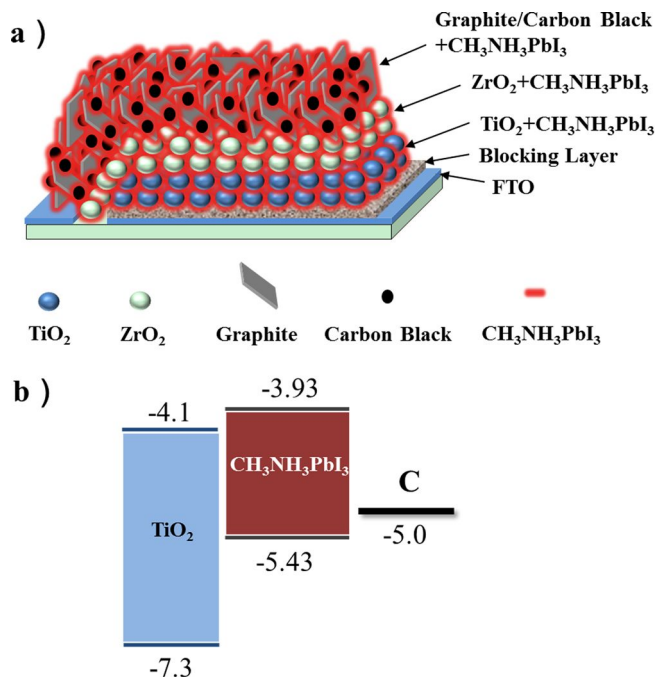 a )
Graphite/Carbon Black
+CH₃NH₃PbI₃
ZrO₂+CH₃NH₃PbI₃
TiO₂+CH₃NH₃PbI₃
Blocking Layer
FTO
TiO₂
ZrO₂
Graphite
Carbon Black
CH₃NH₃PbI₃
b )
-4.1
-3.93
CH₃NH₃PbI₃
C
TiO₂
-5.0
-5.43
-7.3